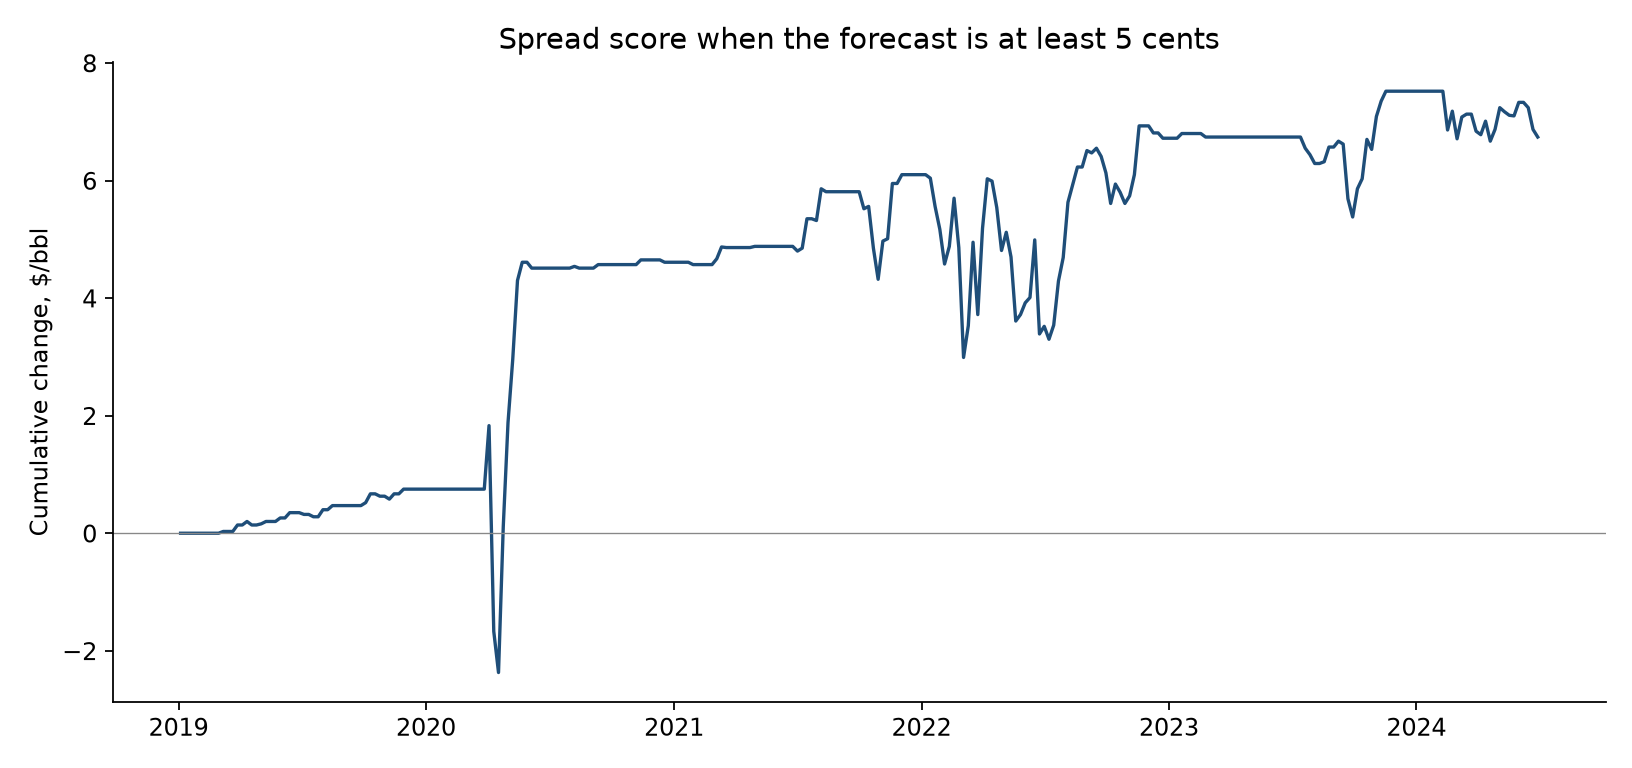 Spread score when the forecast is at least 5 cents
Cumulative change, $/bbl
8
6
4
2
0
−2
2019 2020 2021 2022 2023 2024